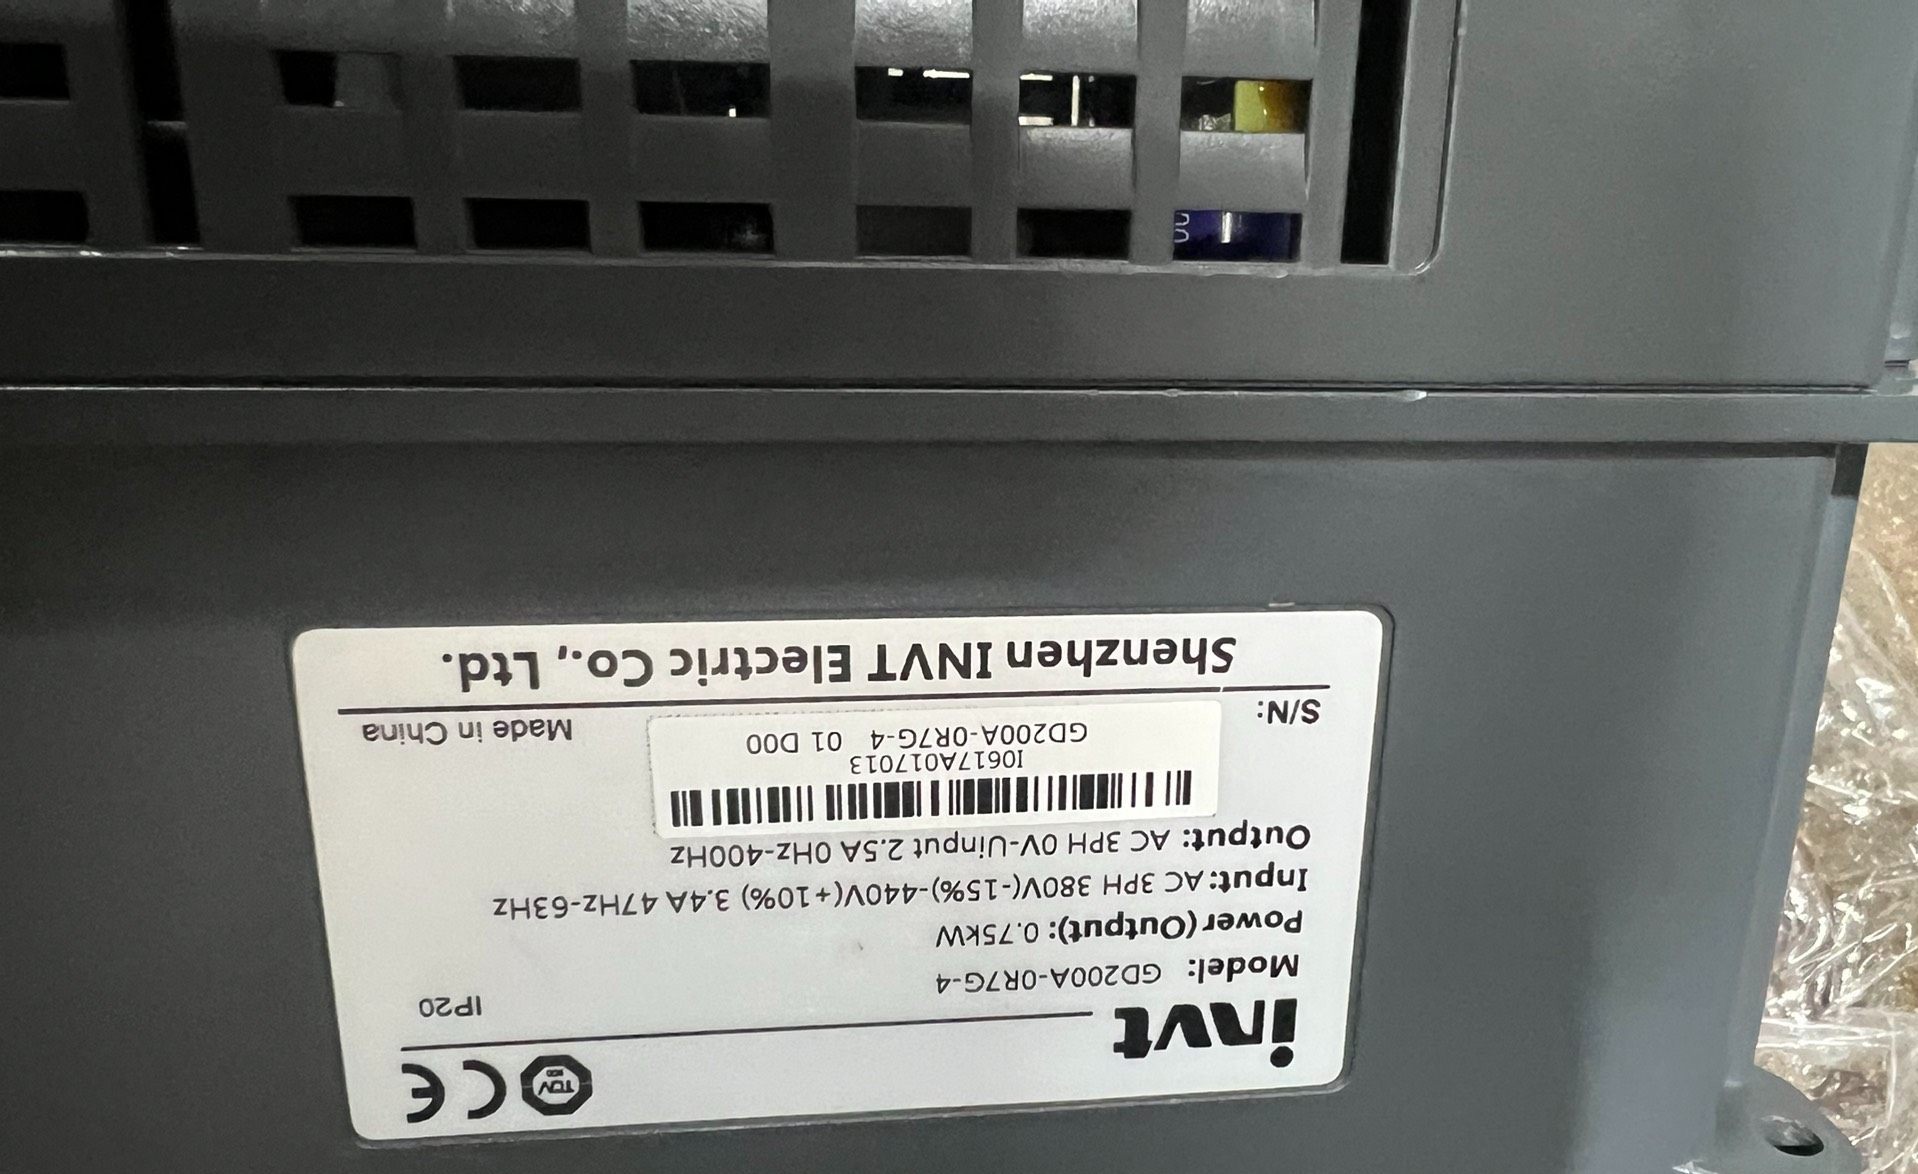 invt
TÜV
CE
IP20
Model: GD200A-0R7G-4
Power(Output): 0.75kW
Input: AC 3PH 380V(-15%)-440V(+10%) 3.4A 47Hz-63Hz
Output: AC 3PH 0V-Uinput 2.5A 0Hz-400Hz
I0617A017013
GD200A-0R7G-4 01 D00
S/N:
Made in China
Shenzhen INVT Electric Co., Ltd.